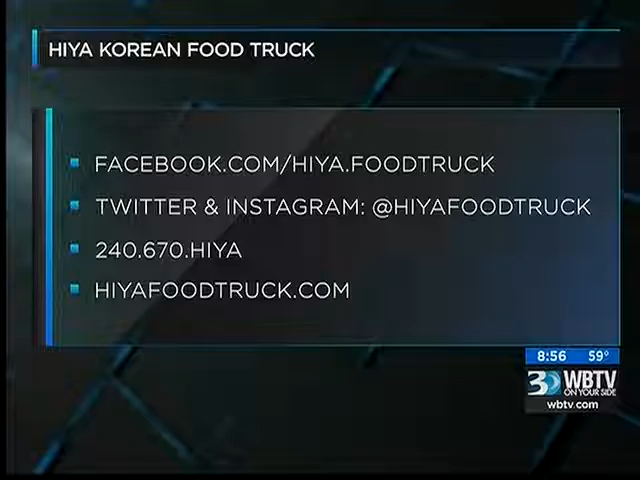 HIYA KOREAN FOOD TRUCK
FACEBOOK.COM/HIYA.FOODTRUCK
TWITTER & INSTAGRAM: @HIYAFOODTRUCK
240.670.HIYA
HIYAFOODTRUCK.COM
8:56 59°
3 WBTV
ON YOUR SIDE
wbtv.com